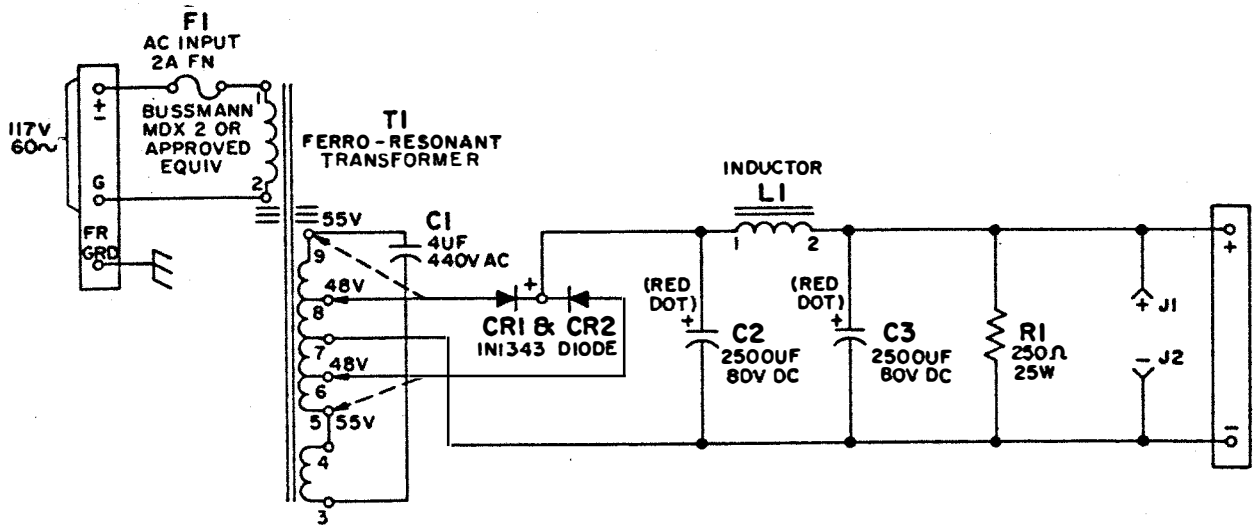 F1
AC INPUT
2A FN
+
1
117V
60~
BUSSMANN
MDX 2 OR
APPROVED
EQUIV
T1
FERRO-RESONANT
TRANSFORMER
G
2
FR
GRD
55V
9
C1
4UF
440VAC
48V
8
+
CR1 & CR2
IN1343 DIODE
7
48V
6
5
55V
4
3
INDUCTOR
L1
1
2
(RED
DOT)
+
C2
2500UF
80V DC
(RED
DOT)
+
C3
2500UF
80V DC
R1
250Ω
25W
+
J1
-
J2
+
-